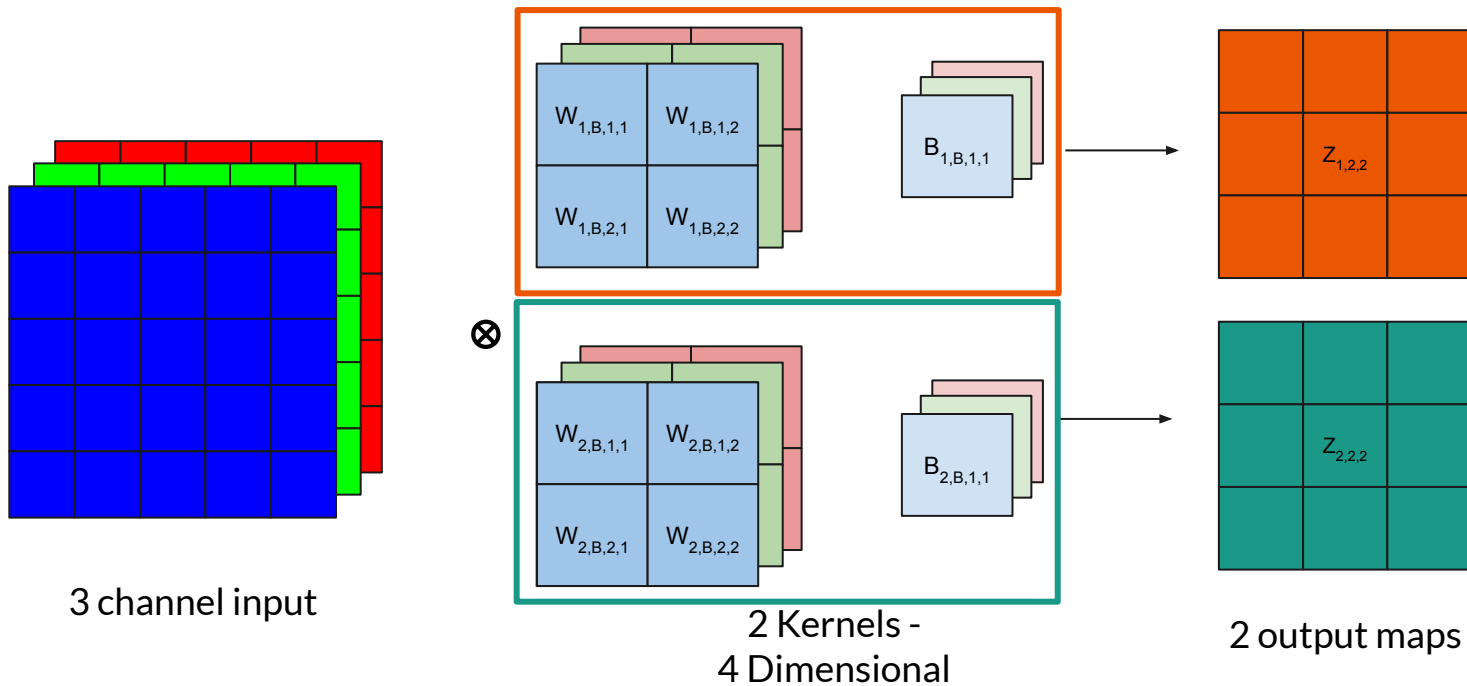 W1,B,1,1 W1,B,1,2
W1,B,2,1 W1,B,2,2
B1,B,1,1
Z1,2,2
⊗
W2,B,1,1 W2,B,1,2
W2,B,2,1 W2,B,2,2
B2,B,1,1
Z2,2,2
3 channel input
2 Kernels -
4 Dimensional
2 output maps